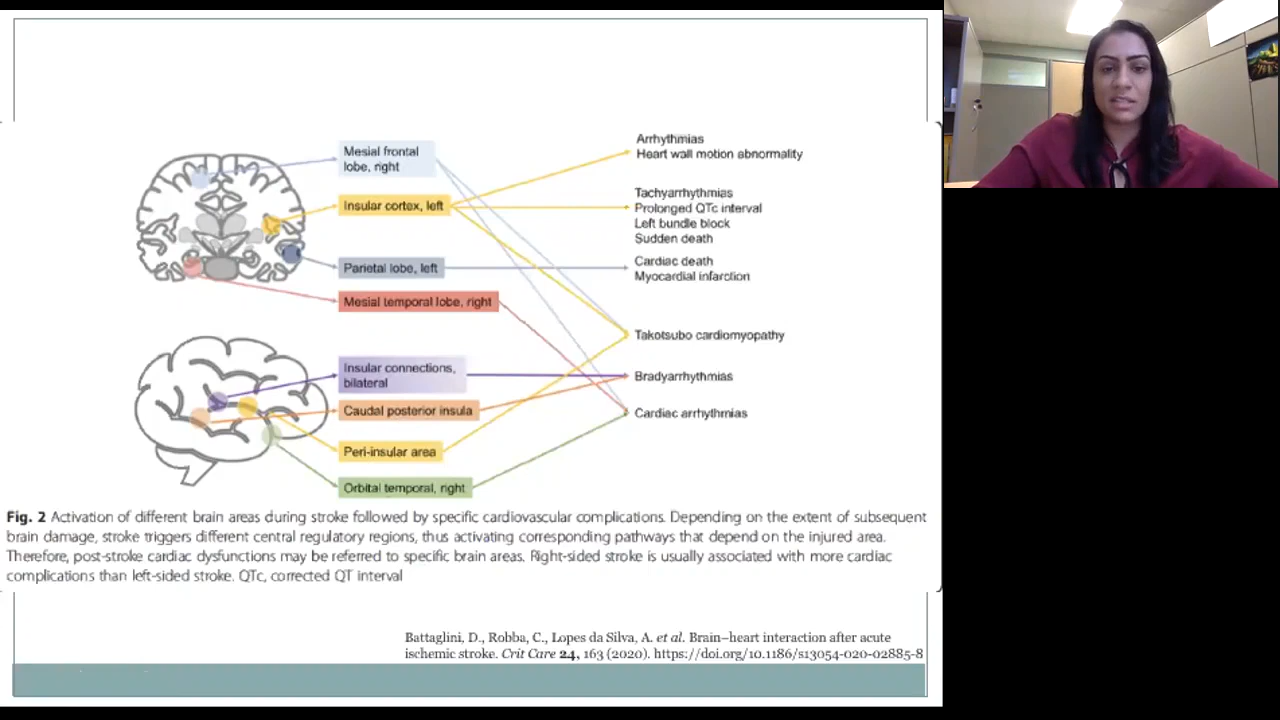 Mesial frontal
lobe, right
Insular cortex, left
Parietal lobe, left
Mesial temporal lobe, right
Insular connections,
bilateral
Caudal posterior insula
Peri-insular area
Orbital temporal, right
Arrhythmias
Heart wall motion abnormality
Tachyarrhythmias
Prolonged QTc interval
Left bundle block
Sudden death
Cardiac death
Myocardial infarction
Takotsubo cardiomyopathy
Bradyarrhythmias
Cardiac arrhythmias
Fig. 2 Activation of different brain areas during stroke followed by specific cardiovascular complications. Depending on the extent of subsequent
brain damage, stroke triggers different central regulatory regions, thus activating corresponding pathways that depend on the injured area.
Therefore, post-stroke cardiac dysfunctions may be referred to specific brain areas. Right-sided stroke is usually associated with more cardiac
complications than left-sided stroke. QTc, corrected QT interval
Battaglini, D., Robba, C., Lopes da Silva, A. et al. Brain–heart interaction after acute
ischemic stroke. Crit Care 24, 163 (2020). https://doi.org/10.1186/s13054-020-02885-8